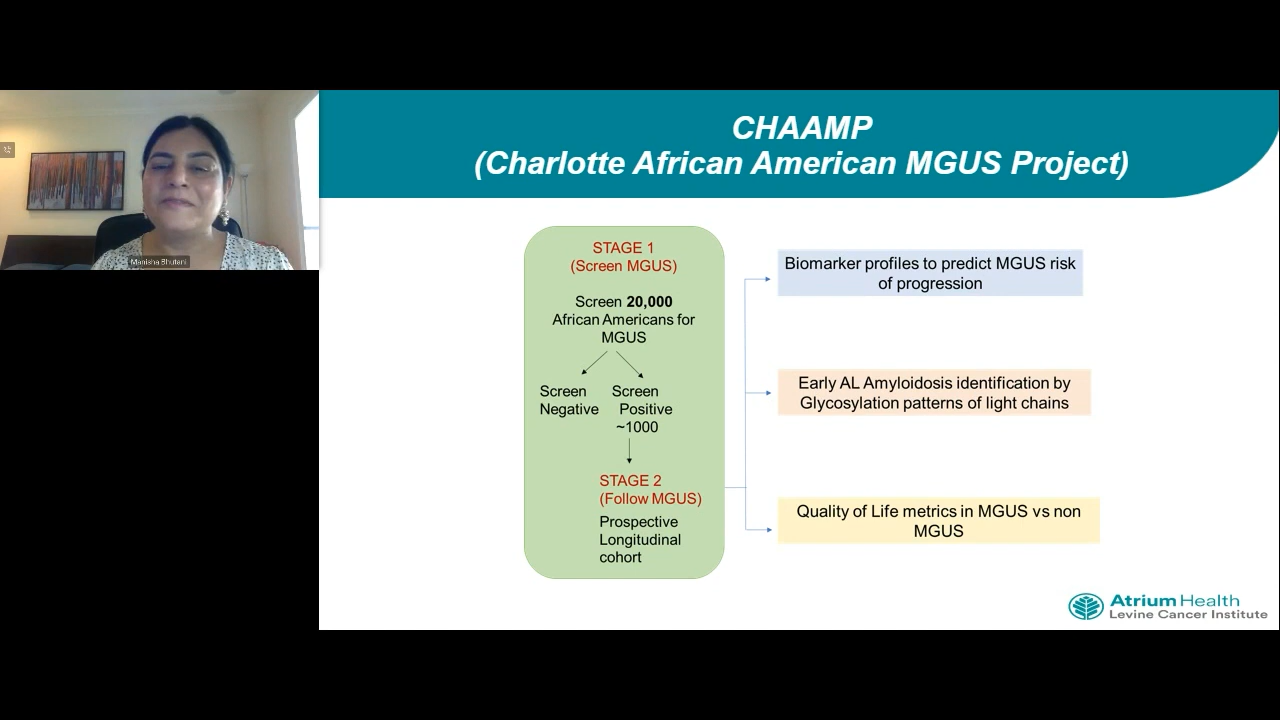 Manisha Bhutani
CHAAMP
(Charlotte African American MGUS Project)
STAGE 1
(Screen MGUS)
Screen 20,000
African Americans for
MGUS
Screen
Negative
Screen
Positive
~1000
STAGE 2
(Follow MGUS)
Prospective
Longitudinal
cohort
Biomarker profiles to predict MGUS risk
of progression
Early AL Amyloidosis identification by
Glycosylation patterns of light chains
Quality of Life metrics in MGUS vs non
MGUS
Atrium Health
Levine Cancer Institute